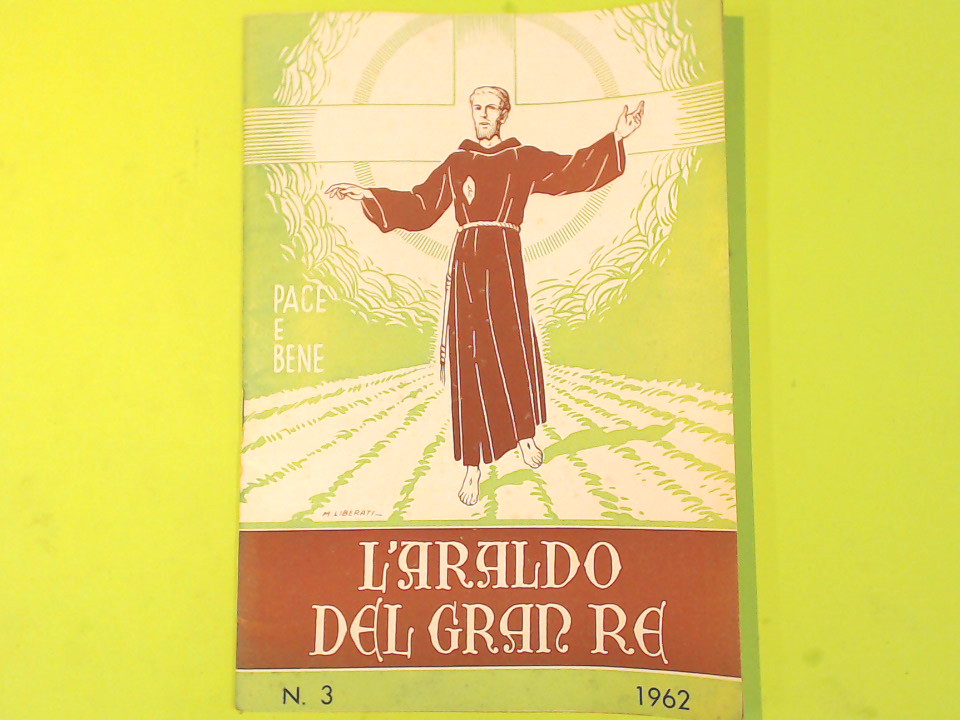 PACE
E
BENE
M. LIBERATI
L'ARALDO
DEL GRAN RE
N. 3
1962